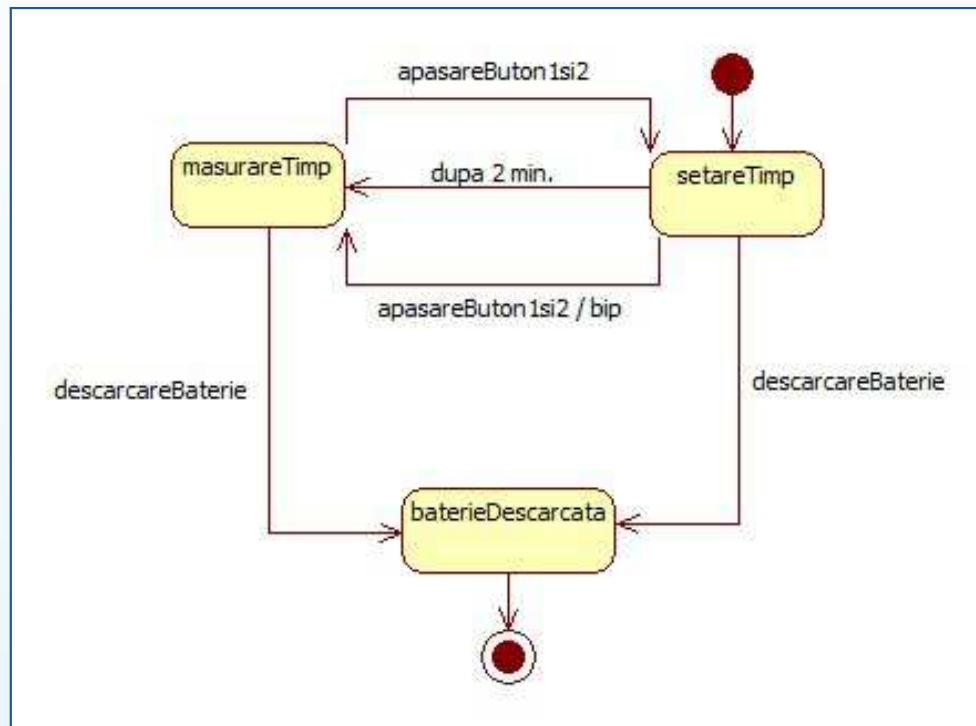 apasareButon1si2
masurareTimp
dupa 2 min.
setareTimp
apasareButon1si2 / bip
descarcareBaterie
descarcareBaterie
baterieDescarcata